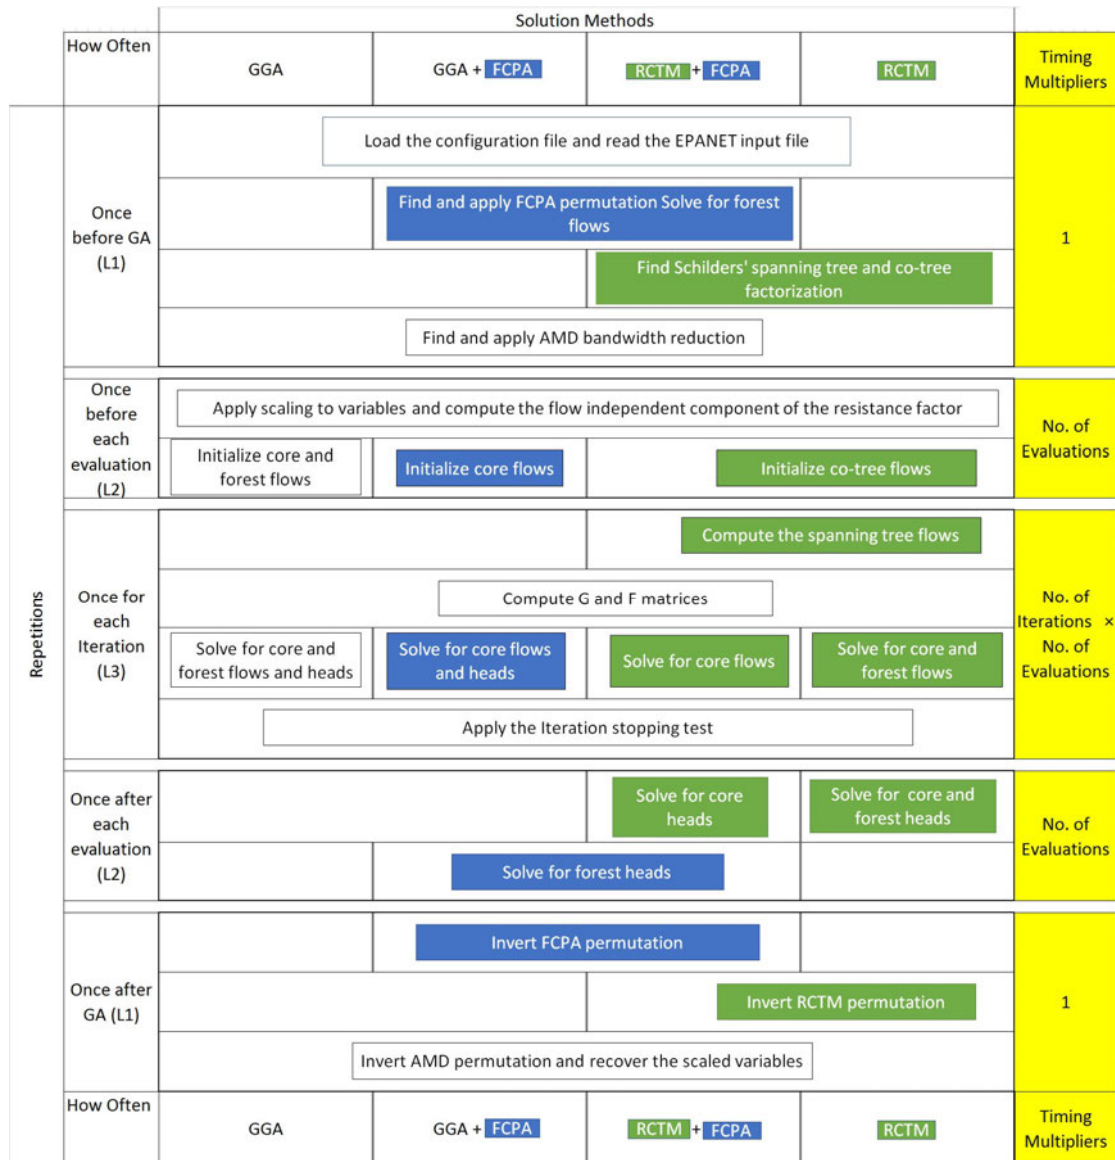 Solution Methods
How Often
GGA
GGA + FCPA
RCTM + FCPA
RCTM
Timing
Multipliers
Repetitions
Once
before GA
(L1)
Load the configuration file and read the EPANET input file
Find and apply FCPA permutation Solve for forest
flows
Find Schilders' spanning tree and co-tree
factorization
Find and apply AMD bandwidth reduction
1
Once
before
each
evaluation
(L2)
Apply scaling to variables and compute the flow independent component of the resistance factor
Initialize core and
forest flows
Initialize core flows
Initialize co-tree flows
No. of
Evaluations
Once for
each
Iteration
(L3)
Compute the spanning tree flows
Compute G and F matrices
Solve for core and
forest flows and heads
Solve for core flows
and heads
Solve for core flows
Solve for core and
forest flows
Apply the Iteration stopping test
No. of
Iterations ×
No. of
Evaluations
Once after
each
evaluation
(L2)
Solve for core
heads
Solve for core and
forest heads
Solve for forest heads
No. of
Evaluations
Once after
GA (L1)
Invert FCPA permutation
Invert RCTM permutation
Invert AMD permutation and recover the scaled variables
1
How Often
GGA
GGA + FCPA
RCTM + FCPA
RCTM
Timing
Multipliers